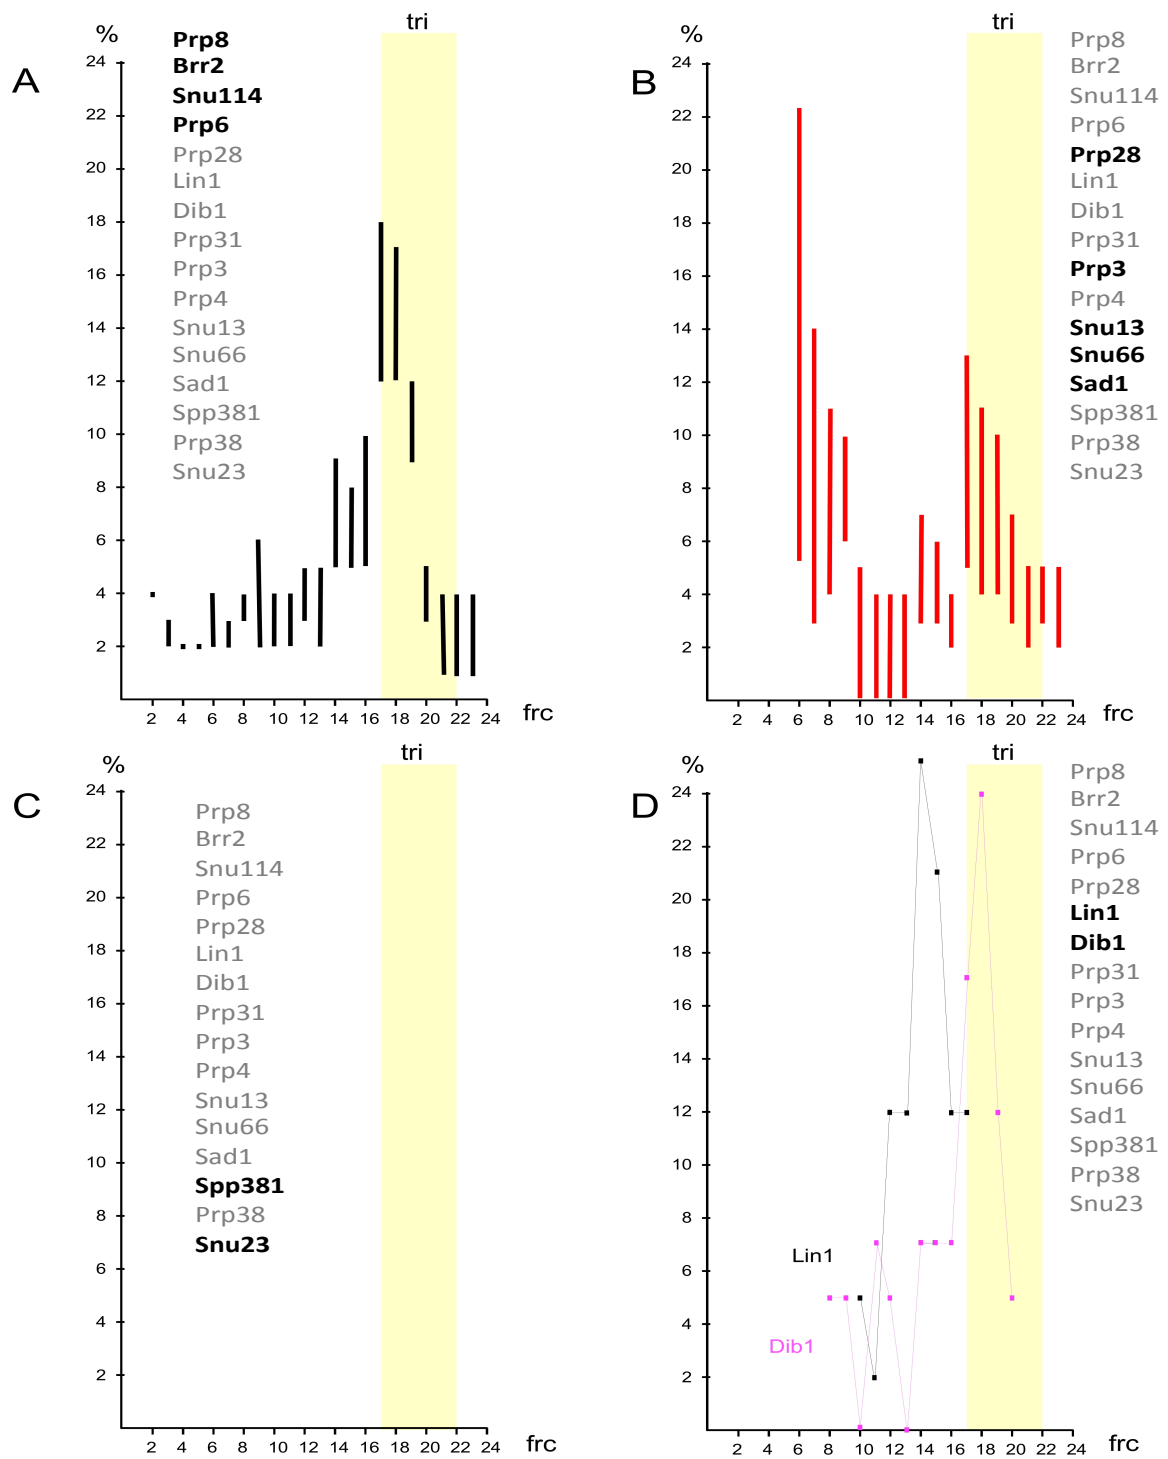 A
%
tri
Prp8
Brr2
Snu114
Prp6
Prp28
Lin1
Dib1
Prp31
Prp3
Prp4
Snu13
Snu66
Sad1
Spp381
Prp38
Snu23
24
22
20
18
16
14
12
10
8
6
4
2
2 4 6 8 10 12 14 16 18 20 22 24 frc
B
%
tri
Prp8
Brr2
Snu114
Prp6
Prp28
Lin1
Dib1
Prp31
Prp3
Prp4
Snu13
Snu66
Sad1
Spp381
Prp38
Snu23
24
22
20
18
16
14
12
10
8
6
4
2
2 4 6 8 10 12 14 16 18 20 22 24 frc
C
%
tri
Prp8
Brr2
Snu114
Prp6
Prp28
Lin1
Dib1
Prp31
Prp3
Prp4
Snu13
Snu66
Sad1
Spp381
Prp38
Snu23
24
22
20
18
16
14
12
10
8
6
4
2
2 4 6 8 10 12 14 16 18 20 22 24 frc
D
%
tri
Prp8
Brr2
Snu114
Prp6
Prp28
Lin1
Dib1
Prp31
Prp3
Prp4
Snu13
Snu66
Sad1
Spp381
Prp38
Snu23
24
22
20
18
16
14
12
10
8
6
4
2
Lin1
Dib1
2 4 6 8 10 12 14 16 18 20 22 24 frc